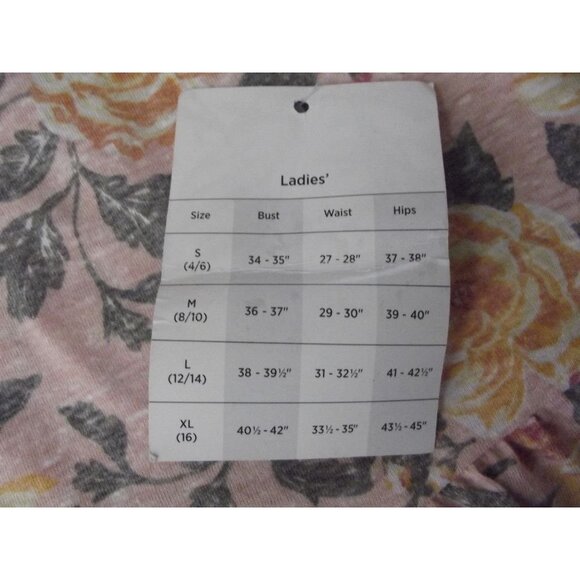 Ladies'
Size Bust Waist Hips
S (4/6) 34 - 35" 27 - 28" 37 - 38"
M (8/10) 36 - 37" 29 - 30" 39 - 40"
L (12/14) 38 - 39½" 31 - 32½" 41 - 42½"
XL (16) 40½ - 42" 33½ - 35" 43½ - 45"